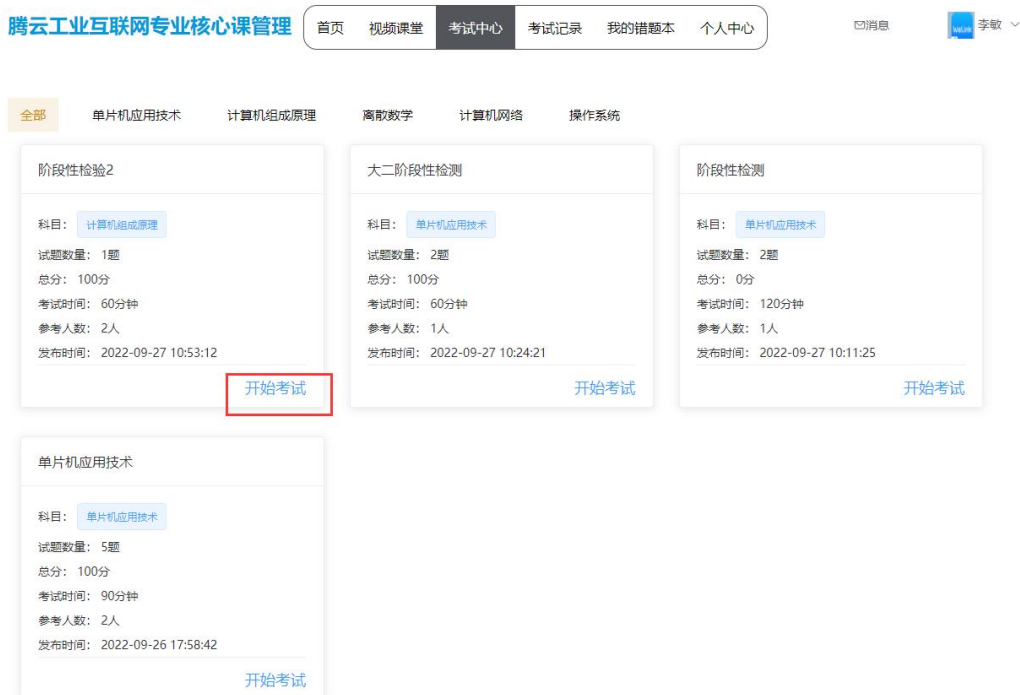 腾云工业互联网专业核心课管理 首页 视频课堂 考试中心 考试记录 我的错题本 个人中心 消息 李敏
全部 单片机应用技术 计算机组成原理 离散数学 计算机网络 操作系统
阶段性检验2
科目： 计算机组成原理
试题数量： 1题
总分： 100分
考试时间： 60分钟
参考人数： 2人
发布时间： 2022-09-27 10:53:12
开始考试
大二阶段性检测
科目： 单片机应用技术
试题数量： 2题
总分： 100分
考试时间： 60分钟
参考人数： 1人
发布时间： 2022-09-27 10:24:21
开始考试
阶段性检测
科目： 单片机应用技术
试题数量： 2题
总分： 0分
考试时间： 120分钟
参考人数： 1人
发布时间： 2022-09-27 10:11:25
开始考试
单片机应用技术
科目： 单片机应用技术
试题数量： 5题
总分： 100分
考试时间： 90分钟
参考人数： 2人
发布时间： 2022-09-26 17:58:42
开始考试